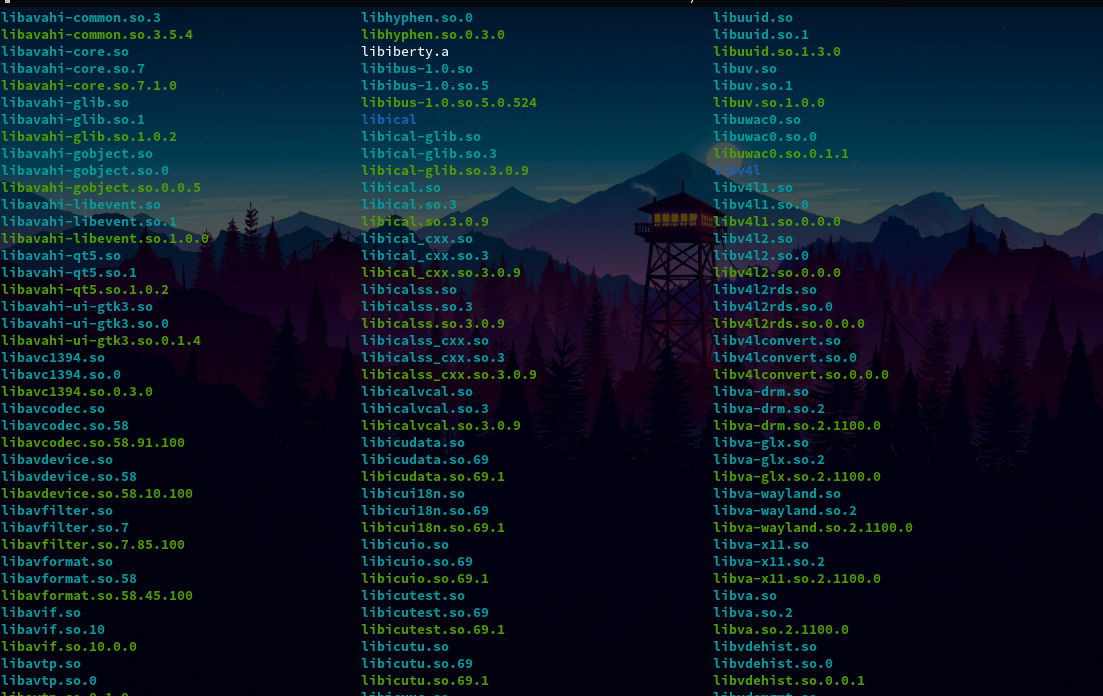 libavahi-common.so.3
libavahi-common.so.3.5.4
libavahi-core.so
libavahi-core.so.7
libavahi-core.so.7.1.0
libavahi-glib.so
libavahi-glib.so.1
libavahi-glib.so.1.0.2
libavahi-gobject.so
libavahi-gobject.so.0
libavahi-gobject.so.0.0.5
libavahi-libevent.so
libavahi-libevent.so.1
libavahi-libevent.so.1.0.0
libavahi-qt5.so
libavahi-qt5.so.1
libavahi-qt5.so.1.0.2
libavahi-ui-gtk3.so
libavahi-ui-gtk3.so.0
libavahi-ui-gtk3.so.0.1.4
libavc1394.so
libavc1394.so.0
libavc1394.so.0.3.0
libavcodec.so
libavcodec.so.58
libavcodec.so.58.91.100
libavdevice.so
libavdevice.so.58
libavdevice.so.58.10.100
libavfilter.so
libavfilter.so.7
libavfilter.so.7.85.100
libavformat.so
libavformat.so.58
libavformat.so.58.45.100
libavif.so
libavif.so.10
libavif.so.10.0.0
libavtp.so
libavtp.so.0
libhyphen.so.0
libhyphen.so.0.3.0
libiberty.a
libibus-1.0.so
libibus-1.0.so.5
libibus-1.0.so.5.0.524
libical
libical-glib.so
libical-glib.so.3
libical-glib.so.3.0.9
libical.so
libical.so.3
libical.so.3.0.9
libical_cxx.so
libical_cxx.so.3
libical_cxx.so.3.0.9
libicalss.so
libicalss.so.3
libicalss.so.3.0.9
libicalss_cxx.so
libicalss_cxx.so.3
libicalss_cxx.so.3.0.9
libicalvcal.so
libicalvcal.so.3
libicalvcal.so.3.0.9
libicudata.so
libicudata.so.69
libicudata.so.69.1
libicui18n.so
libicui18n.so.69
libicui18n.so.69.1
libicuio.so
libicuio.so.69
libicuio.so.69.1
libicutest.so
libicutest.so.69
libicutest.so.69.1
libicutu.so
libicutu.so.69
libicutu.so.69.1
libuuid.so
libuuid.so.1
libuuid.so.1.3.0
libuv.so
libuv.so.1
libuv.so.1.0.0
libuwac0.so
libuwac0.so.0
libuwac0.so.0.1.1
libv4l
libv4l1.so
libv4l1.so.0
libv4l1.so.0.0.0
libv4l2.so
libv4l2.so.0
libv4l2.so.0.0.0
libv4l2rds.so
libv4l2rds.so.0
libv4l2rds.so.0.0.0
libv4lconvert.so
libv4lconvert.so.0
libv4lconvert.so.0.0.0
libva-drm.so
libva-drm.so.2
libva-drm.so.2.1100.0
libva-glx.so
libva-glx.so.2
libva-glx.so.2.1100.0
libva-wayland.so
libva-wayland.so.2
libva-wayland.so.2.1100.0
libva-x11.so
libva-x11.so.2
libva-x11.so.2.1100.0
libva.so
libva.so.2
libva.so.2.1100.0
libvdehist.so
libvdehist.so.0
libvdehist.so.0.0.1